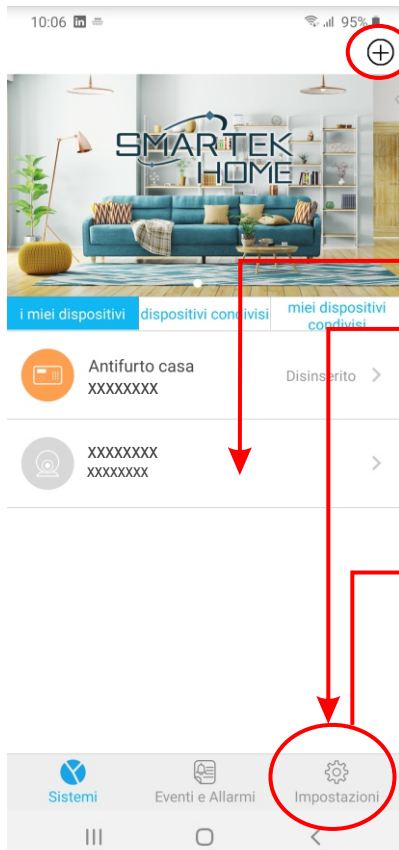 10:06 95%
SMARTEK
HOME
i miei dispositivi dispositivi condivisi miei dispositivi
condivisi
Antifurto casa
XXXXXXXX
Disinserito
XXXXXXXX
XXXXXXXX
Sistemi Eventi e Allarmi Impostazioni